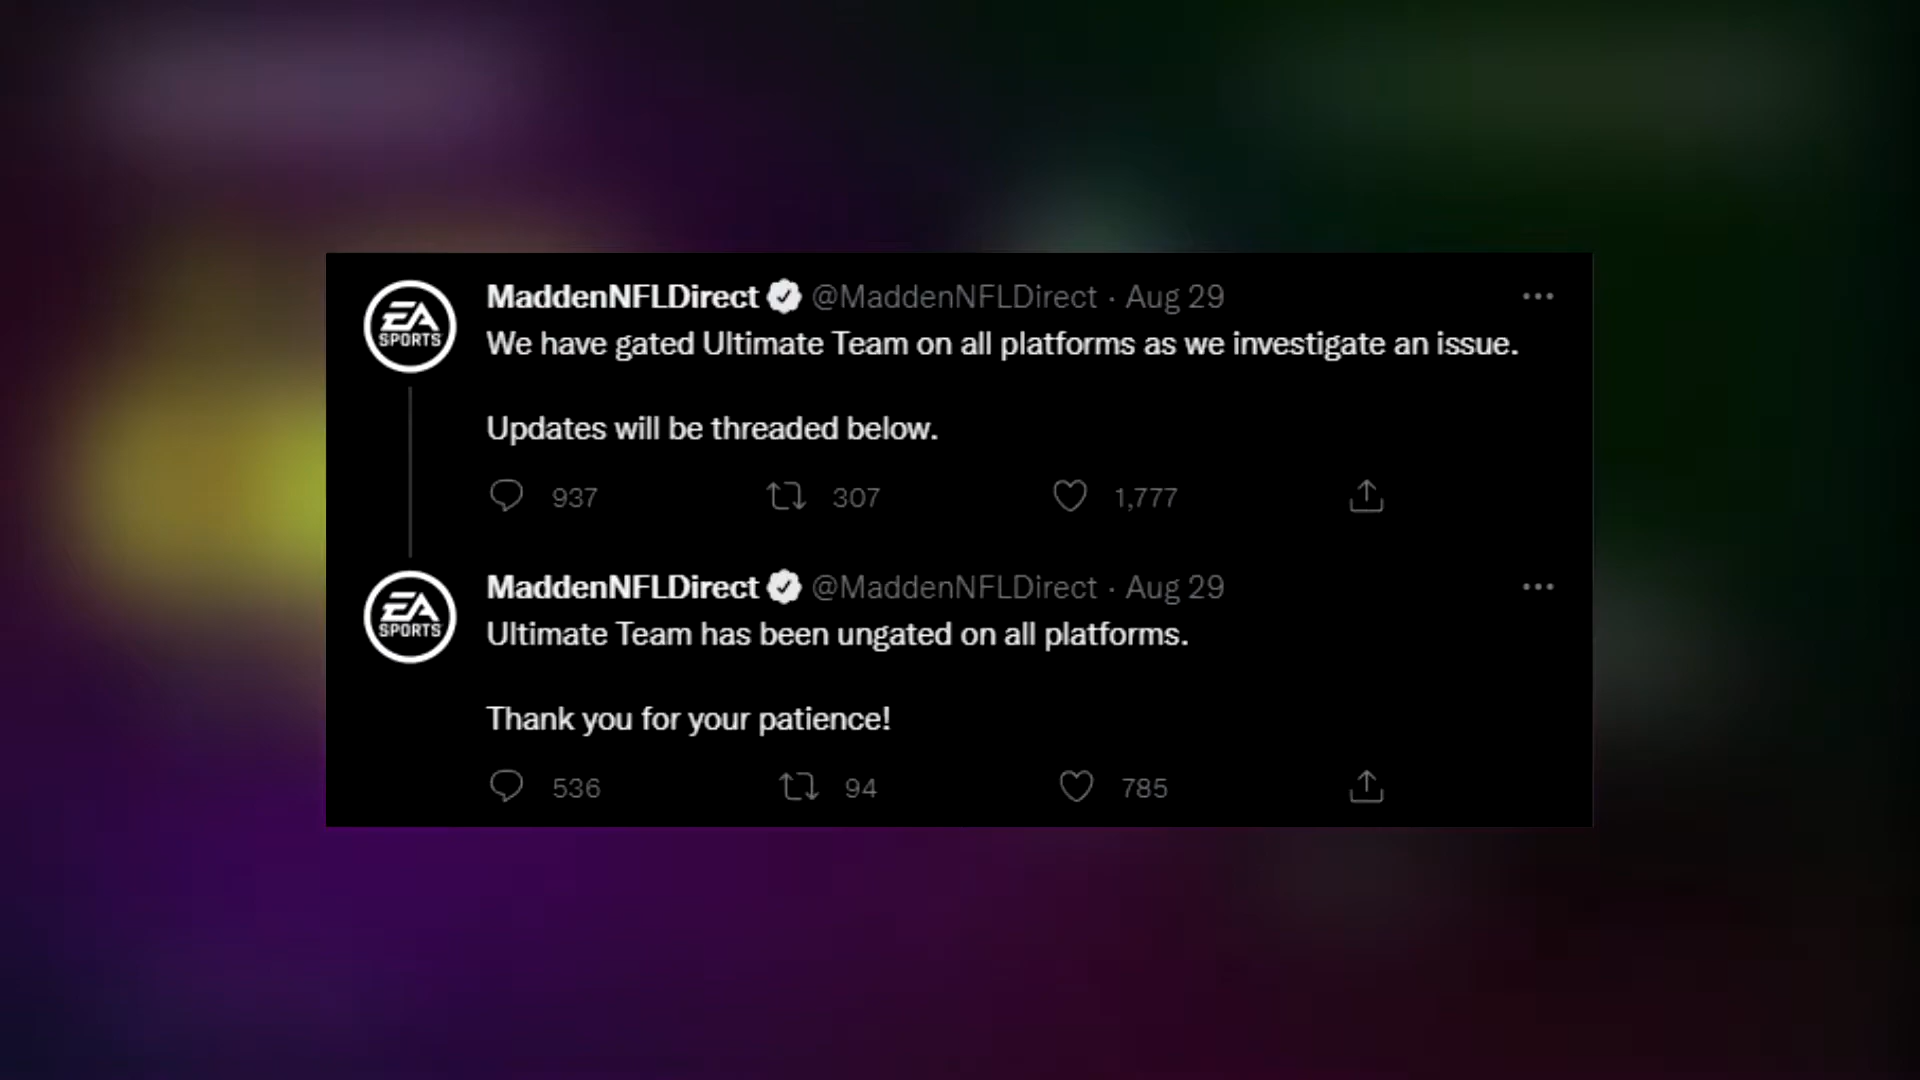 EA
SPORTS
MaddenNFLDirect @MaddenNFLDirect · Aug 29
We have gated Ultimate Team on all platforms as we investigate an issue.
Updates will be threaded below.
937 307 1,777
EA
SPORTS
MaddenNFLDirect @MaddenNFLDirect · Aug 29
Ultimate Team has been ungated on all platforms.
Thank you for your patience!
536 94 785